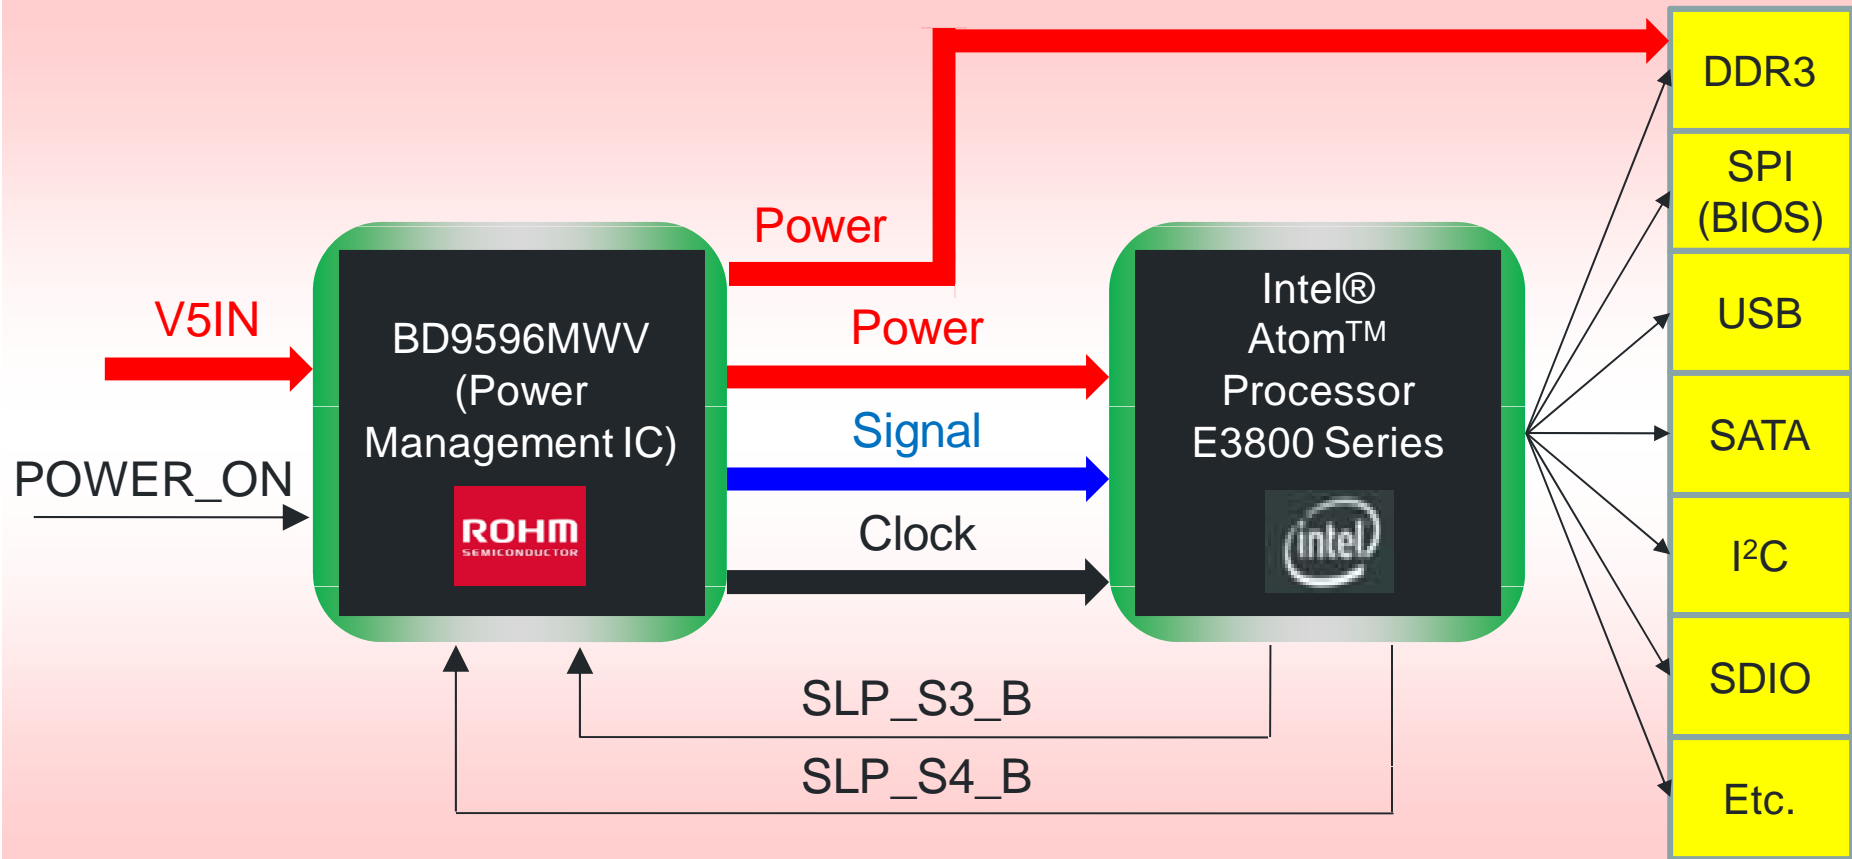 V5IN
POWER_ON
BD9596MWV
(Power
Management IC)
ROHM
SEMICONDUCTOR
Power
Power
Signal
Clock
SLP_S3_B
SLP_S4_B
Intel®
Atom™
Processor
E3800 Series
intel
DDR3
SPI
(BIOS)
USB
SATA
I²C
SDIO
Etc.